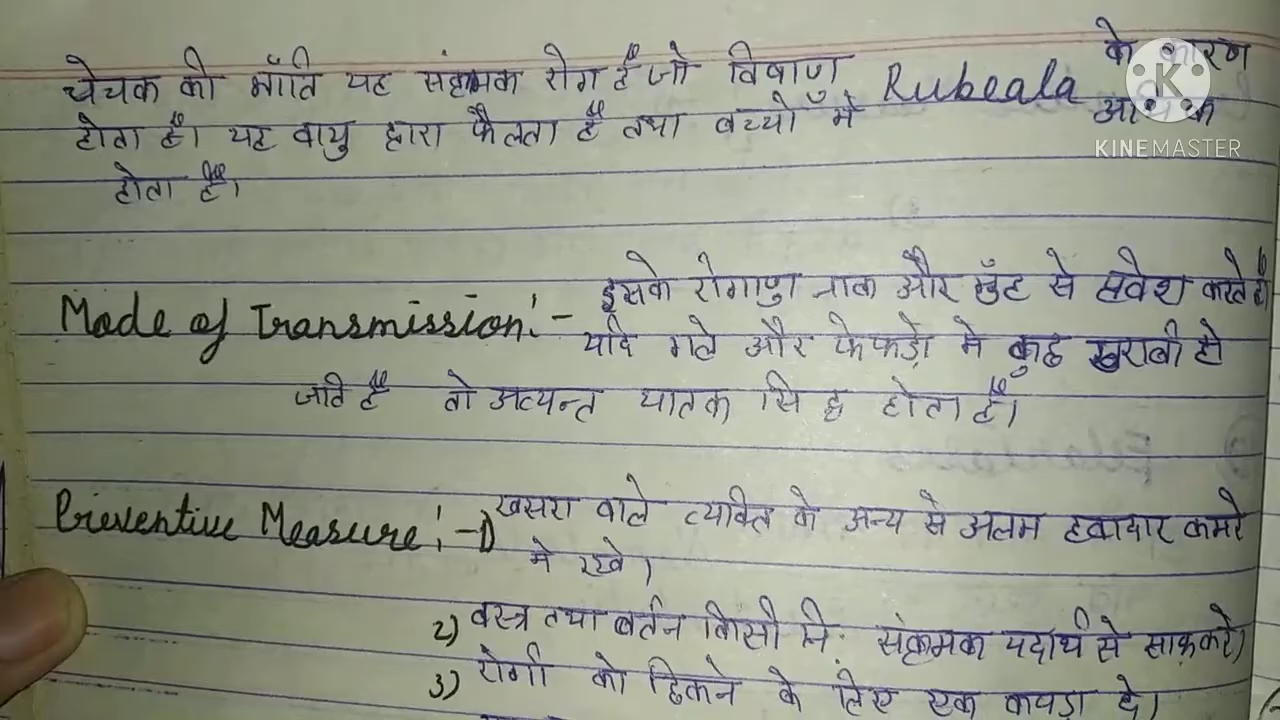 चेचक की भाँति यह संक्रामक रोग है जो विषाणु Rubeala के कारण
होता है। यह वायु द्वारा फैलता है तथा बच्चों मे
होता है।
KINEMASTER
Mode of Transmission:- इसके रोगाणु नाक और मुँह से प्रवेश करते है
यदि गले और फेफड़ो मे कुछ खराबी हो
जाते है तो अत्यन्त घातक सिद्ध होता है।
Preventive Measure:- 1) खसरा वाले व्यक्ति के अन्य से अलग हवादार कमरे
मे रखे।
2) वस्त्र तथा बर्तन किसी नि: संक्रामक पदार्थ से साफ करे।
3) रोगी को छिकने के लिए एक कपड़ा दे।